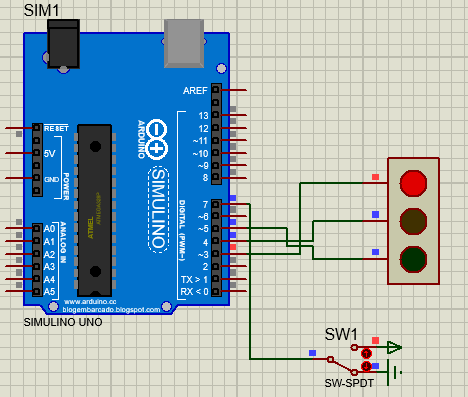 SIM1
AREF
RESET
5V
GND
POWER
ANALOG IN
A0
A1
A2
A3
A4
A5
ATMEL
ARDUINO
SIMULINO
DIGITAL (PWM~)
13
12
~11
~10
~9
8
7
~6
~5
4
~3
2
TX > 1
RX < 0
www.arduino.cc
blogembarcado.blogspot.com
SIMULINO UNO
SW1
SW-SPDT